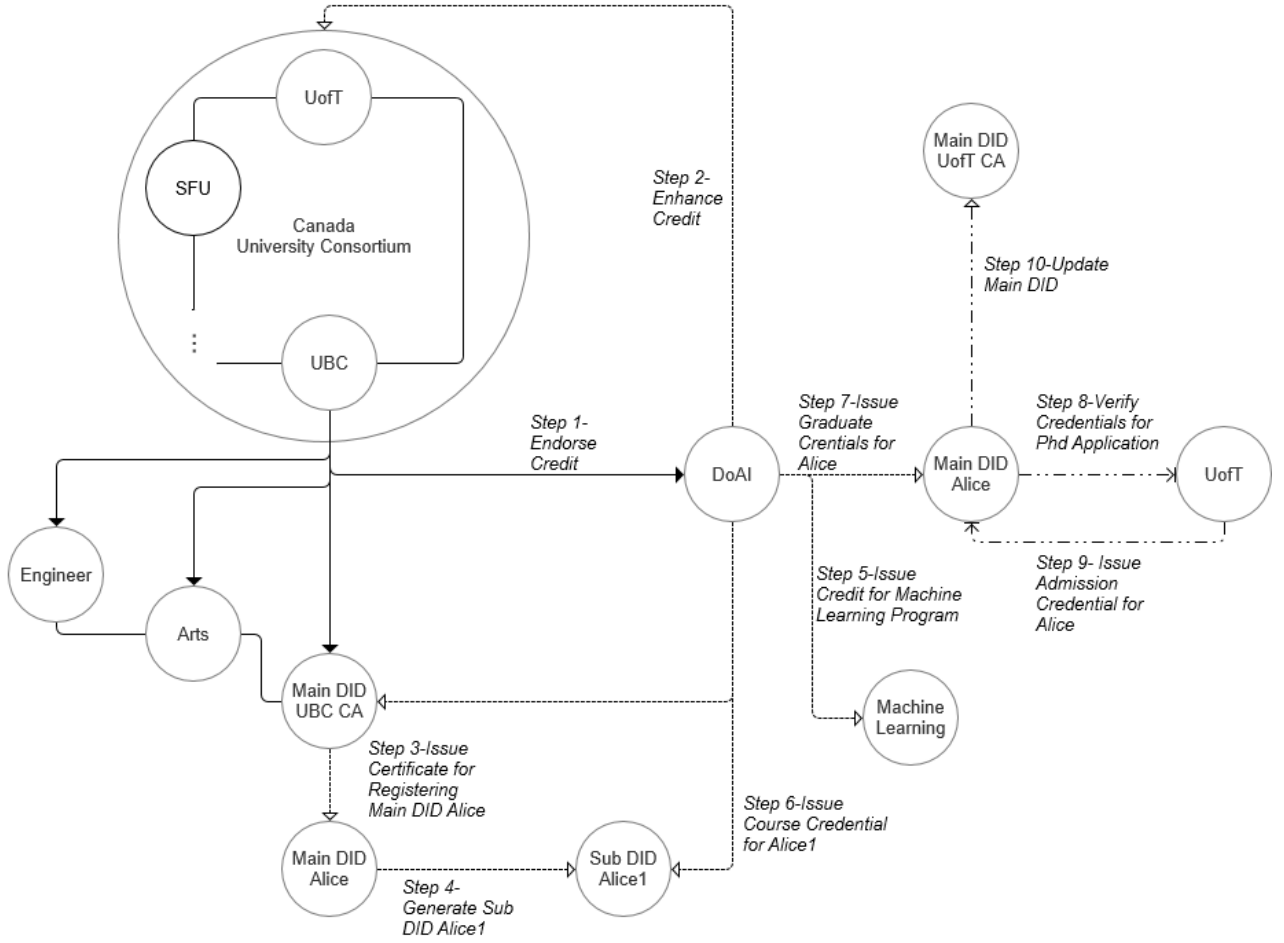 UofT
SFU
Canada
University Consortium
⋮
UBC
Step 2-
Enhance
Credit
Main DID
UofT CA
Step 10-Update
Main DID
Step 1-
Endorse
Credit
DoAI
Step 7-Issue
Graduate
Crentials for
Alice
Main DID
Alice
Step 8-Verify
Credentials for
Phd Application
UofT
Step 9- Issue
Admission
Credential for
Alice
Step 5-Issue
Credit for Machine
Learning Program
Engineer
Arts
Main DID
UBC CA
Machine
Learning
Step 3-Issue
Certificate for
Registering
Main DID Alice
Step 6-Issue
Course Credential
for Alice1
Main DID
Alice
Step 4-
Generate Sub
DID Alice1
Sub DID
Alice1